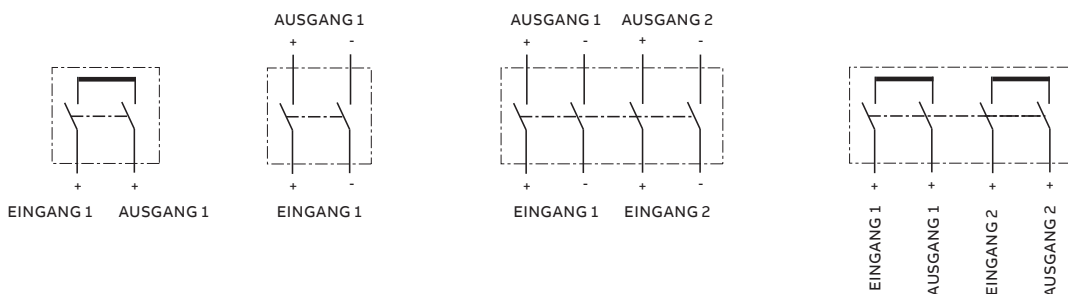 AUSGANG 1
+ -
+ +
EINGANG 1 AUSGANG 1
+ -
EINGANG 1
AUSGANG 1 AUSGANG 2
+ - + -
+ - + -
EINGANG 1 EINGANG 2
+ + + +
EINGANG 1
AUSGANG 1
EINGANG 2
AUSGANG 2